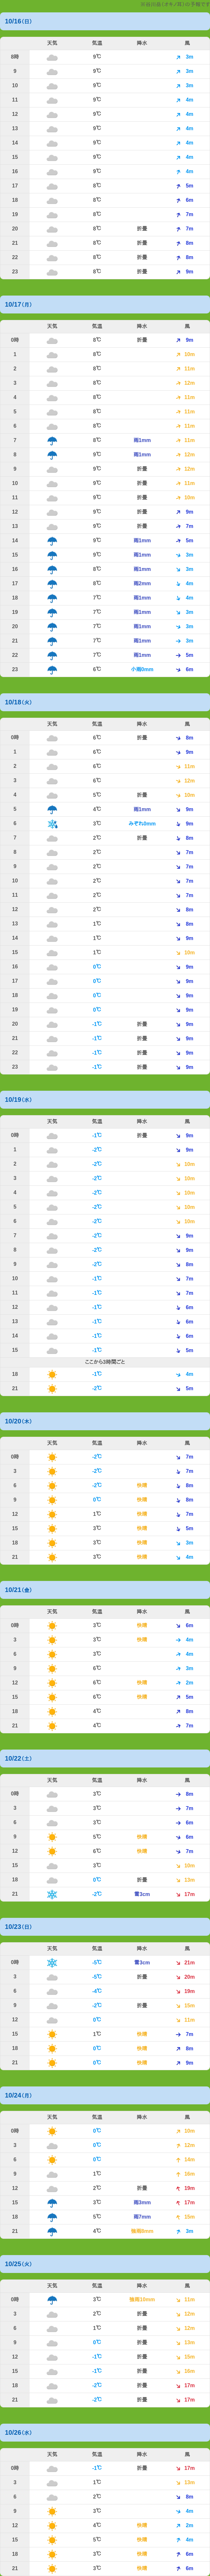 10/16(日)
天気 気温 降水 風
8時 9℃ 3m
9 9℃ 3m
10 9℃ 3m
11 9℃ 4m
12 9℃ 4m
13 9℃ 4m
14 9℃ 4m
15 9℃ 4m
16 9℃ 4m
17 8℃ 5m
18 8℃ 6m
19 8℃ 7m
20 8℃ 折畳 7m
21 8℃ 折畳 8m
22 8℃ 折畳 8m
23 8℃ 折畳 9m
10/17(月)
天気 気温 降水 風
0時 8℃ 折畳 9m
1 8℃ 10m
2 8℃ 11m
3 8℃ 12m
4 8℃ 11m
5 8℃ 11m
6 8℃ 11m
7 8℃ 雨1mm 11m
8 9℃ 雨1mm 12m
9 9℃ 折畳 12m
10 9℃ 折畳 11m
11 9℃ 折畳 10m
12 9℃ 折畳 9m
13 9℃ 折畳 7m
14 9℃ 雨1mm 5m
15 9℃ 雨1mm 3m
16 8℃ 雨1mm 3m
17 8℃ 雨2mm 4m
18 7℃ 雨1mm 4m
19 7℃ 雨1mm 3m
20 7℃ 雨1mm 3m
21 7℃ 雨1mm 3m
22 7℃ 雨1mm 5m
23 6℃ 小雨0mm 6m
10/18(火)
天気 気温 降水 風
0時 6℃ 折畳 8m
1 6℃ 9m
2 6℃ 11m
3 6℃ 12m
4 5℃ 折畳 10m
5 4℃ 雨1mm 9m
6 3℃ みぞれ0mm 9m
7 2℃ 折畳 8m
8 2℃ 7m
9 2℃ 7m
10 2℃ 7m
11 2℃ 7m
12 2℃ 8m
13 1℃ 8m
14 1℃ 9m
15 1℃ 10m
16 0℃ 9m
17 0℃ 9m
18 0℃ 9m
19 0℃ 9m
20 -1℃ 折畳 9m
21 -1℃ 折畳 9m
22 -1℃ 折畳 9m
23 -1℃ 折畳 9m
10/19(水)
天気 気温 降水 風
0時 -1℃ 折畳 9m
1 -2℃ 9m
2 -2℃ 10m
3 -2℃ 10m
4 -2℃ 10m
5 -2℃ 10m
6 -2℃ 10m
7 -2℃ 9m
8 -2℃ 9m
9 -2℃ 8m
10 -1℃ 7m
11 -1℃ 7m
12 -1℃ 6m
13 -1℃ 6m
14 -1℃ 6m
15 -1℃ 5m
ここから3時間ごと
18 -1℃ 4m
21 -2℃ 5m
10/20(木)
天気 気温 降水 風
0時 -2℃ 7m
3 -2℃ 7m
6 -2℃ 快晴 8m
9 0℃ 快晴 8m
12 1℃ 快晴 7m
15 3℃ 快晴 5m
18 3℃ 快晴 3m
21 3℃ 快晴 4m
10/21(金)
天気 気温 降水 風
0時 3℃ 快晴 6m
3 3℃ 快晴 4m
6 3℃ 4m
9 6℃ 3m
12 6℃ 快晴 2m
15 6℃ 快晴 5m
18 4℃ 8m
21 4℃ 7m
10/22(土)
天気 気温 降水 風
0時 3℃ 8m
3 3℃ 7m
6 3℃ 6m
9 5℃ 快晴 6m
12 6℃ 快晴 7m
15 3℃ 10m
18 0℃ 折畳 13m
21 -2℃ 雪3cm 17m
10/23(日)
天気 気温 降水 風
0時 -5℃ 雪3cm 21m
3 -5℃ 折畳 20m
6 -4℃ 19m
9 -2℃ 折畳 15m
12 0℃ 11m
15 1℃ 快晴 7m
18 0℃ 快晴 8m
21 0℃ 快晴 9m
10/24(月)
天気 気温 降水 風
0時 0℃ 10m
3 0℃ 12m
6 0℃ 14m
9 1℃ 16m
12 2℃ 折畳 19m
15 3℃ 雨3mm 17m
18 5℃ 雨7mm 15m
21 4℃ 3m
10/25(火)
天気 気温 降水 風
0時 3℃ 11m
3 2℃ 折畳 12m
6 1℃ 折畳 12m
9 0℃ 折畳 13m
12 -1℃ 折畳 15m
15 -1℃ 折畳 16m
18 -2℃ 折畳 17m
21 -2℃ 折畳 17m
10/26(水)
天気 気温 降水 風
0時 -1℃ 折畳 17m
3 1℃ 13m
6 2℃ 8m
9 3℃ 4m
12 4℃ 快晴 2m
15 5℃ 快晴 4m
18 3℃ 快晴 6m
21 3℃ 快晴 6m